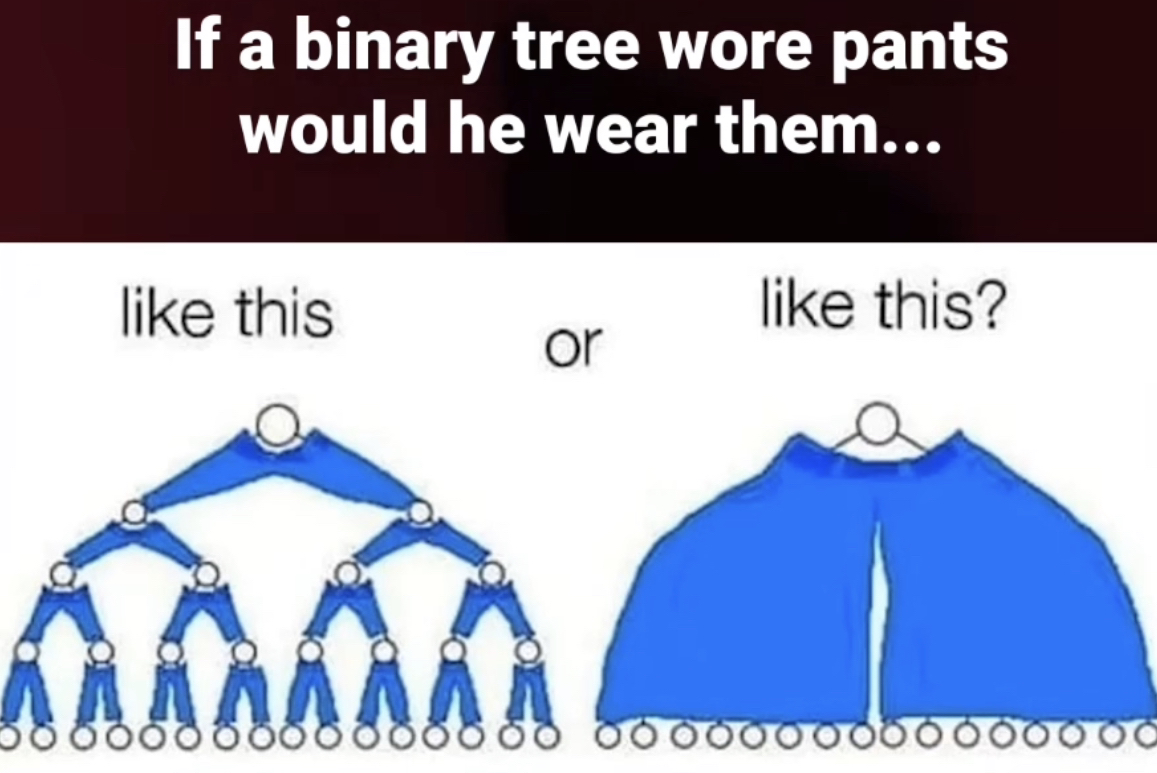 If a binary tree wore pants
would he wear them...
like this
or
like this?